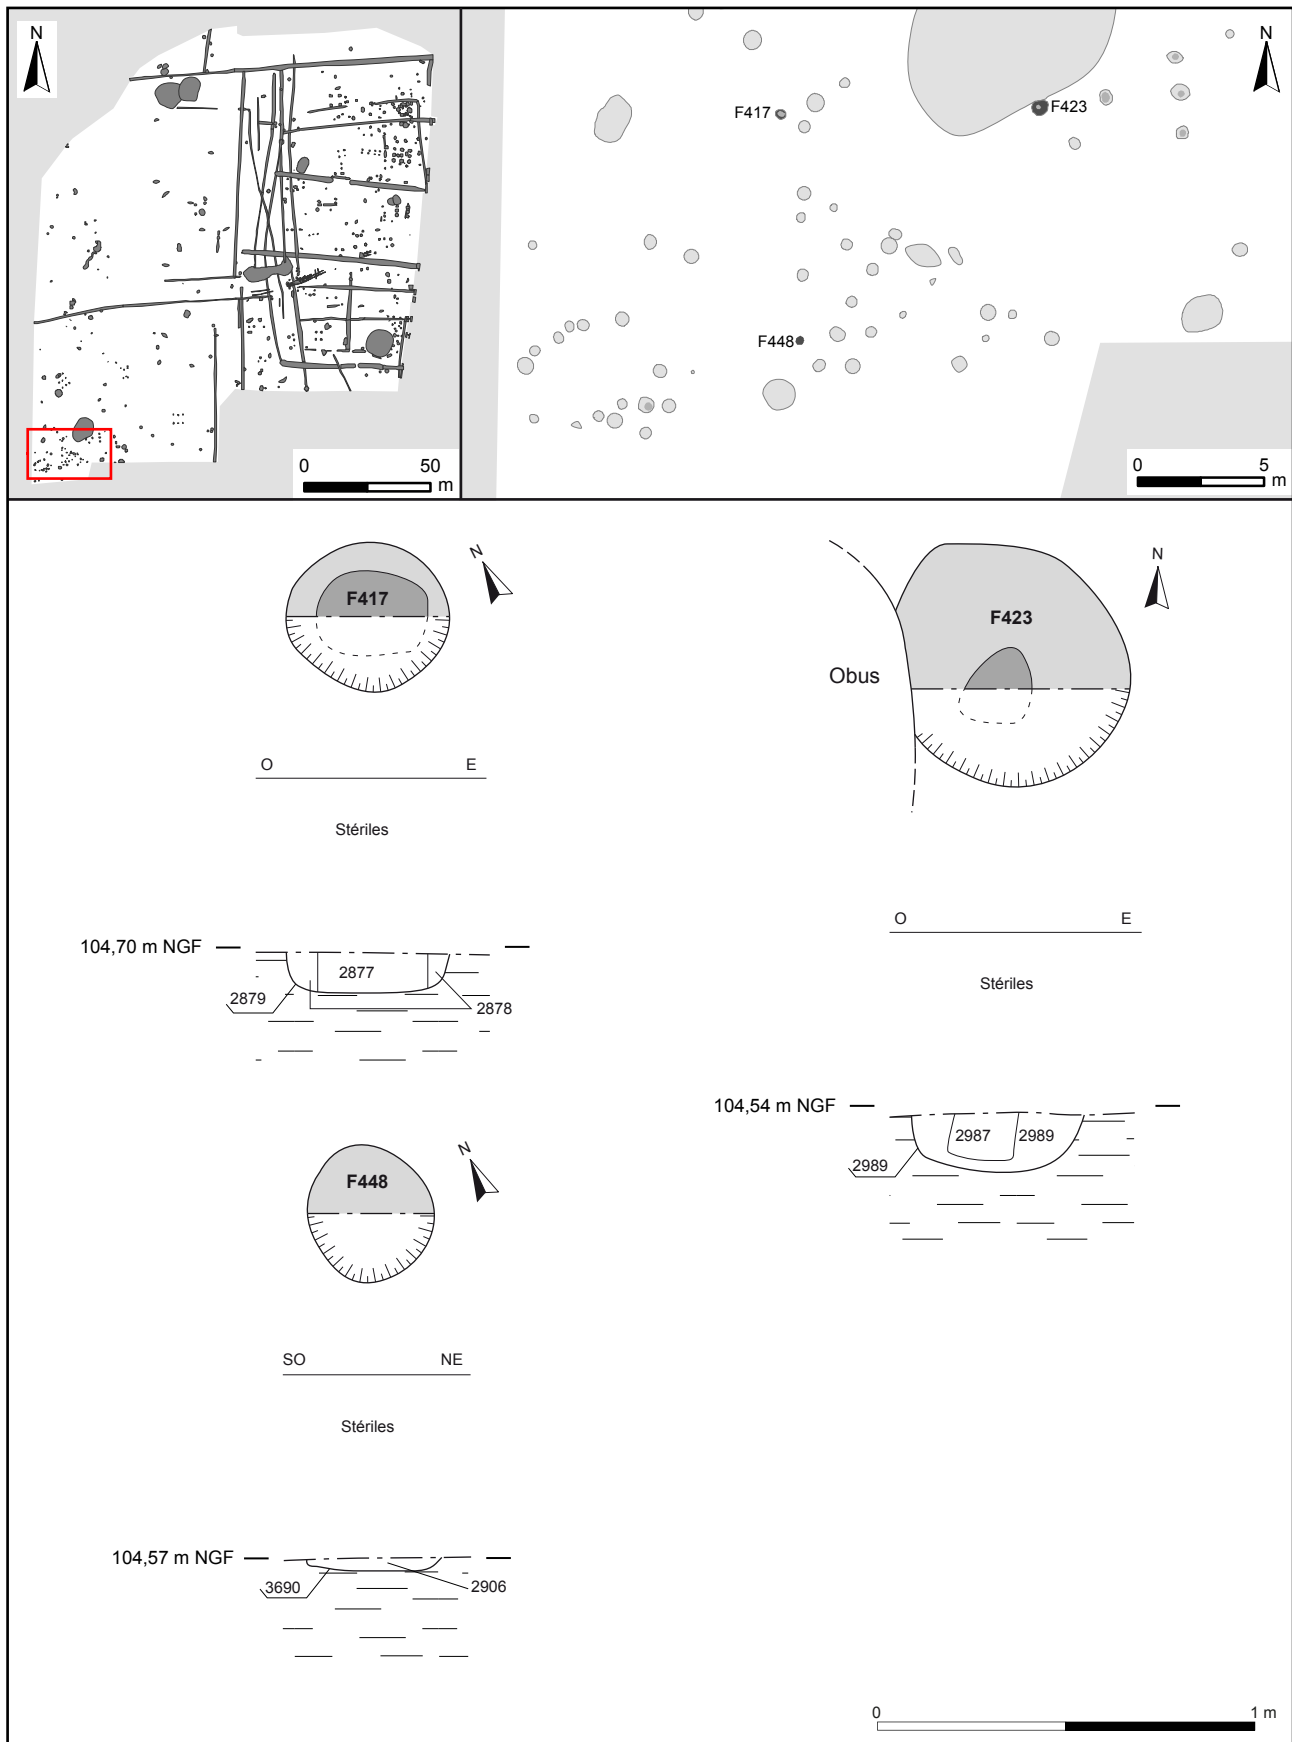 N
0 50
m
N
F417
F423
F448
0 5
m
N
F417
O E
Stériles
104,70 m NGF
2877
2879
2878
N
F423
Obus
O E
Stériles
104,54 m NGF
2987 2989
2989
N
F448
SO NE
Stériles
104,57 m NGF
3690
2906
0 1 m